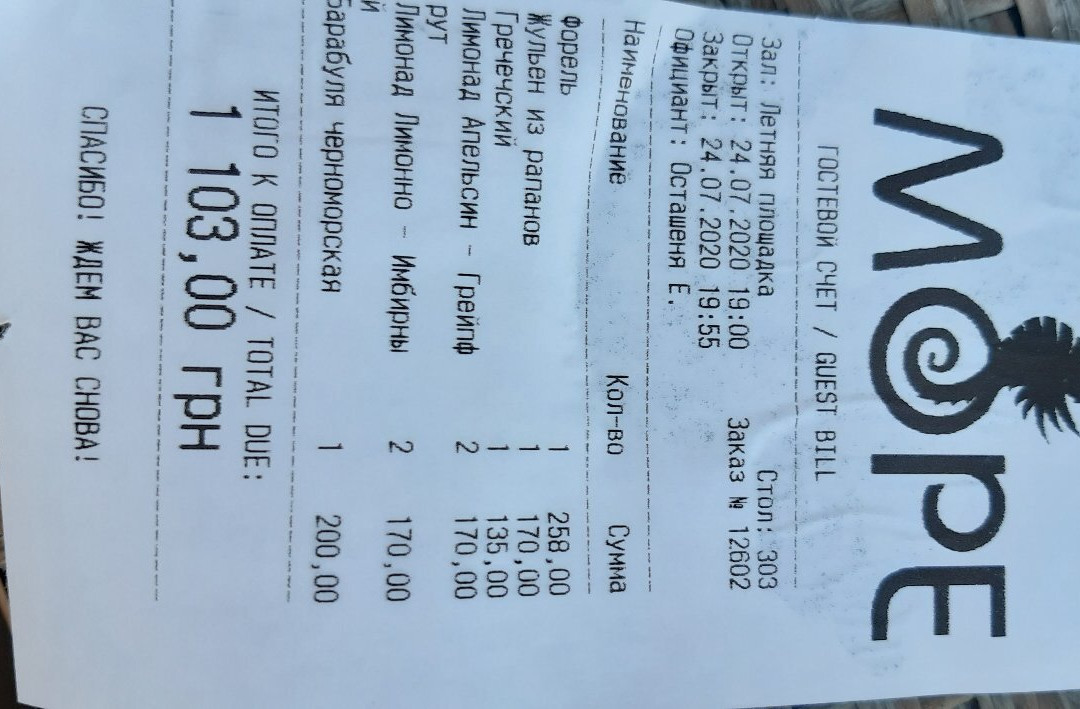 МОРЕ
ГОСТЕВОЙ СЧЕТ / GUEST BILL
Зал: Летняя площадка Стол: 303
Открыт: 24.07.2020 19:00 Заказ № 12602
Закрыт: 24.07.2020 19:55
Официант: Осташеня Е.
Наименование Кол-во Сумма
Форель 1 258,00
Жульен из рапанов 1 170,00
Гречечский 1 135,00
Лимонад Апельсин - Грейпф 2 170,00
рут
Лимонад Лимонно - Имбирны 2 170,00
й
Барабуля черноморская 1 200,00
ИТОГО К ОПЛАТЕ / TOTAL DUE:
1 103,00 грн
СПАСИБО! ЖДЕМ ВАС СНОВА!